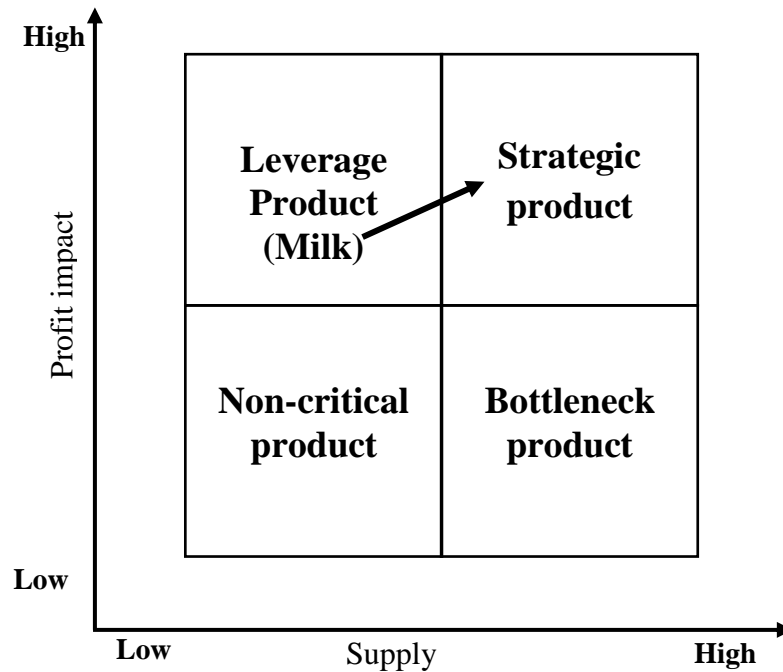 High
Leverage
Product
(Milk)
Strategic
product
Profit impact
Non-critical
product
Bottleneck
product
Low
Low
Supply
High